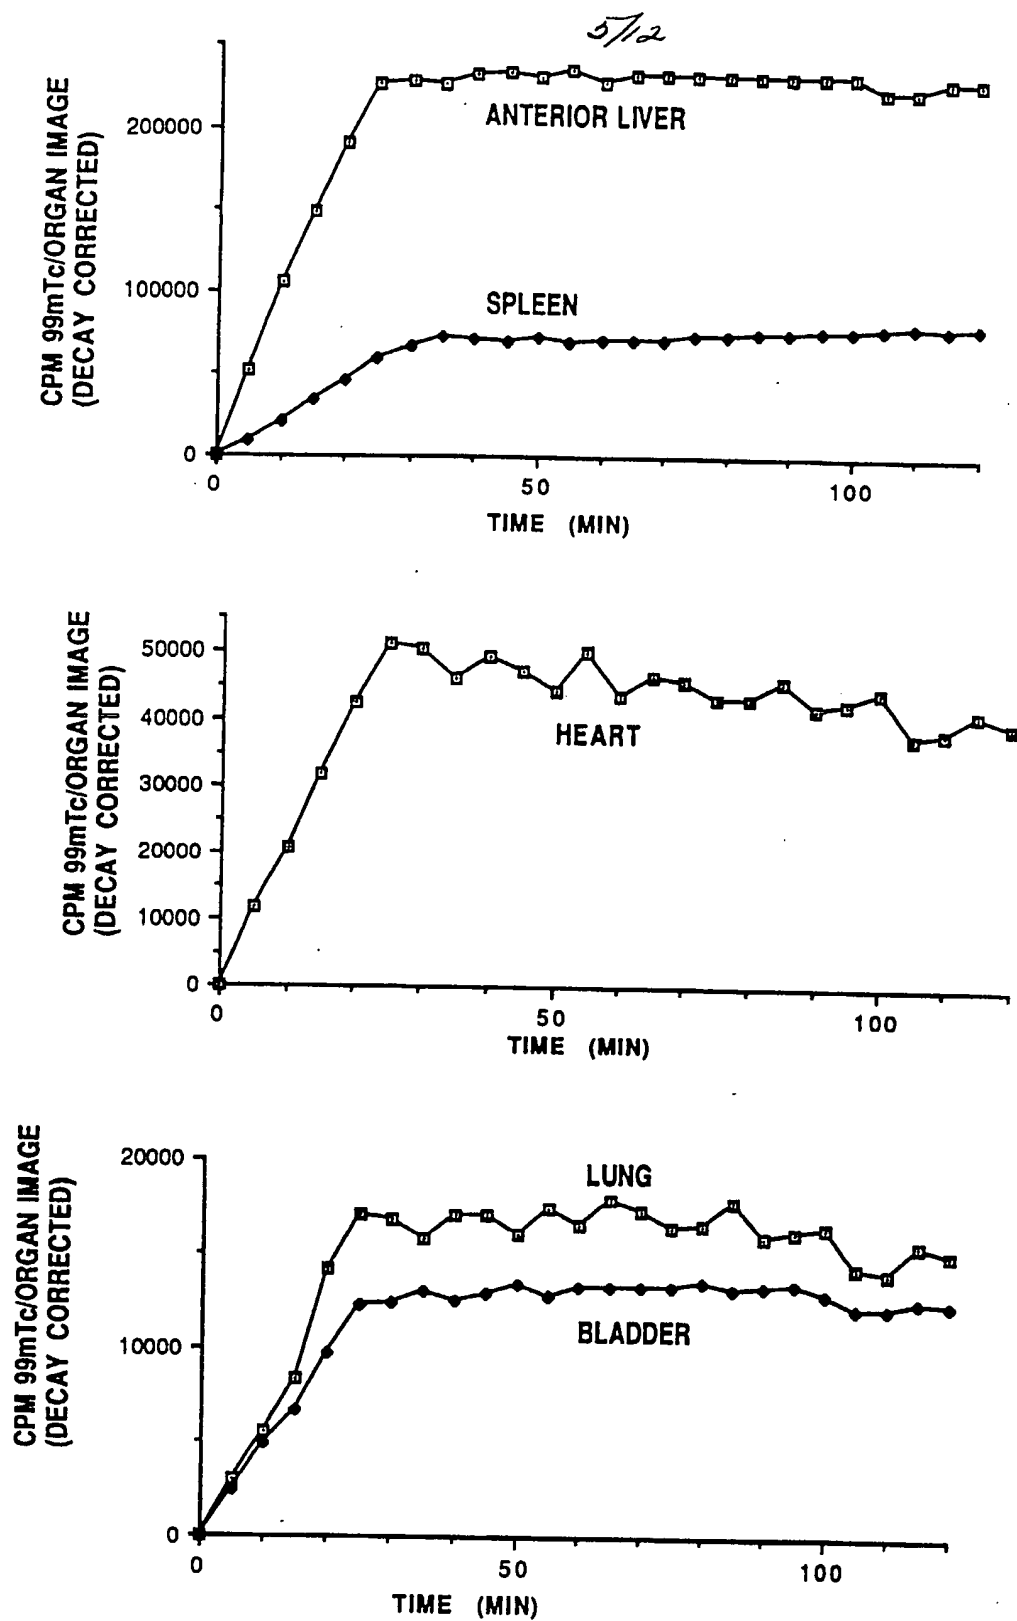 5/12
CPM 99mTc/ORGAN IMAGE
(DECAY CORRECTED)
200000
100000
0
ANTERIOR LIVER
SPLEEN
0 50 100
TIME (MIN)
CPM 99mTc/ORGAN IMAGE
(DECAY CORRECTED)
50000
40000
30000
20000
10000
0
HEART
0 50 100
TIME (MIN)
CPM 99mTc/ORGAN IMAGE
(DECAY CORRECTED)
20000
10000
0
LUNG
BLADDER
0 50 100
TIME (MIN)